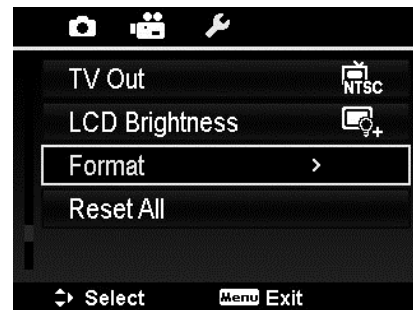 TV Out NTSC
LCD Brightness
Format >
Reset All
Select Menu Exit